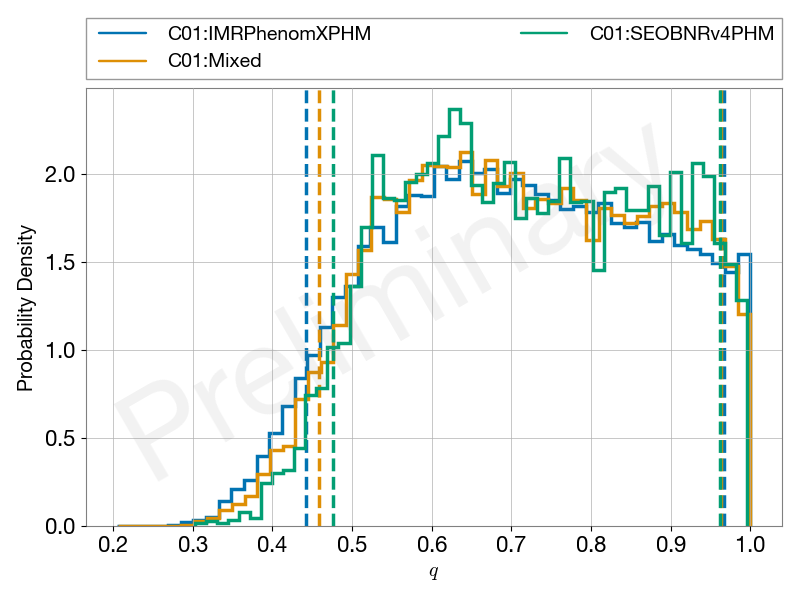 C01:IMRPhenomXPHM
C01:Mixed
C01:SEOBNRv4PHM
Preliminary
Probability Density
2.0
1.5
1.0
0.5
0.0
0.2 0.3 0.4 0.5 0.6 0.7 0.8 0.9 1.0
q